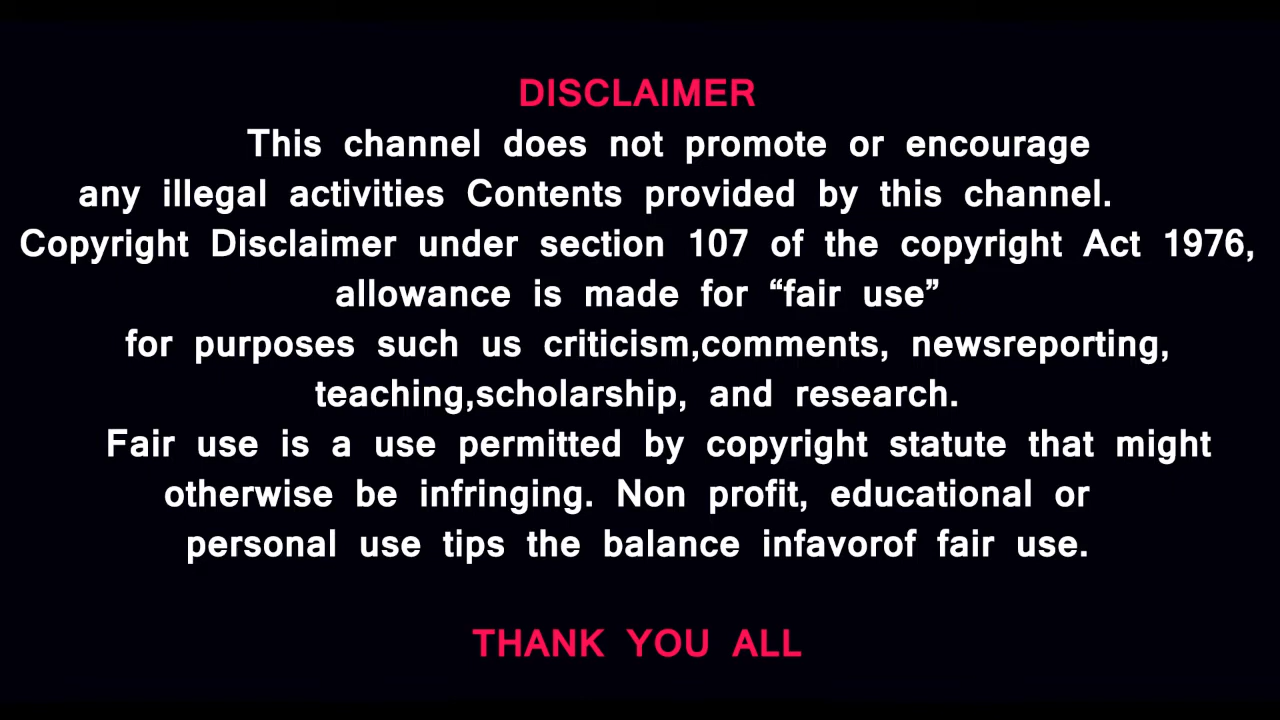 DISCLAIMER
This channel does not promote or encourage
any illegal activities Contents provided by this channel.
Copyright Disclaimer under section 107 of the copyright Act 1976,
allowance is made for “fair use”
for purposes such us criticism,comments, newsreporting,
teaching,scholarship, and research.
Fair use is a use permitted by copyright statute that might
otherwise be infringing. Non profit, educational or
personal use tips the balance infavorof fair use.
THANK YOU ALL